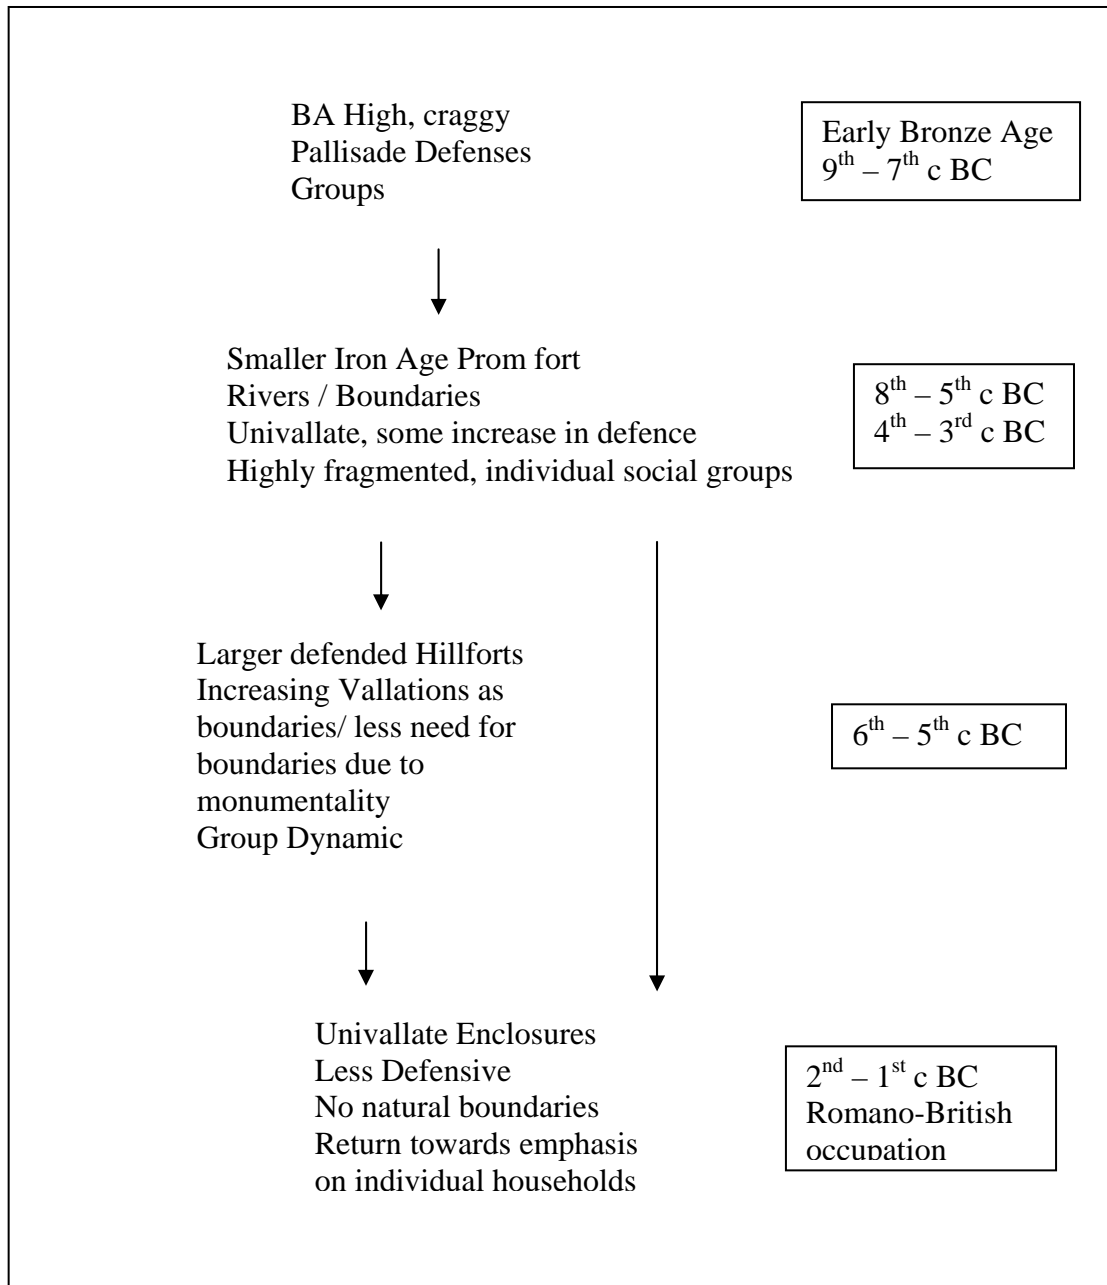 BA High, craggy
Pallisade Defenses
Groups
Early Bronze Age
9th – 7th c BC
Smaller Iron Age Prom fort
Rivers / Boundaries
Univallate, some increase in defence
Highly fragmented, individual social groups
8th – 5th c BC
4th – 3rd c BC
Larger defended Hillforts
Increasing Vallations as
boundaries/ less need for
boundaries due to
monumentality
Group Dynamic
6th – 5th c BC
Univallate Enclosures
Less Defensive
No natural boundaries
Return towards emphasis
on individual households
2nd – 1st c BC
Romano-British
occupation